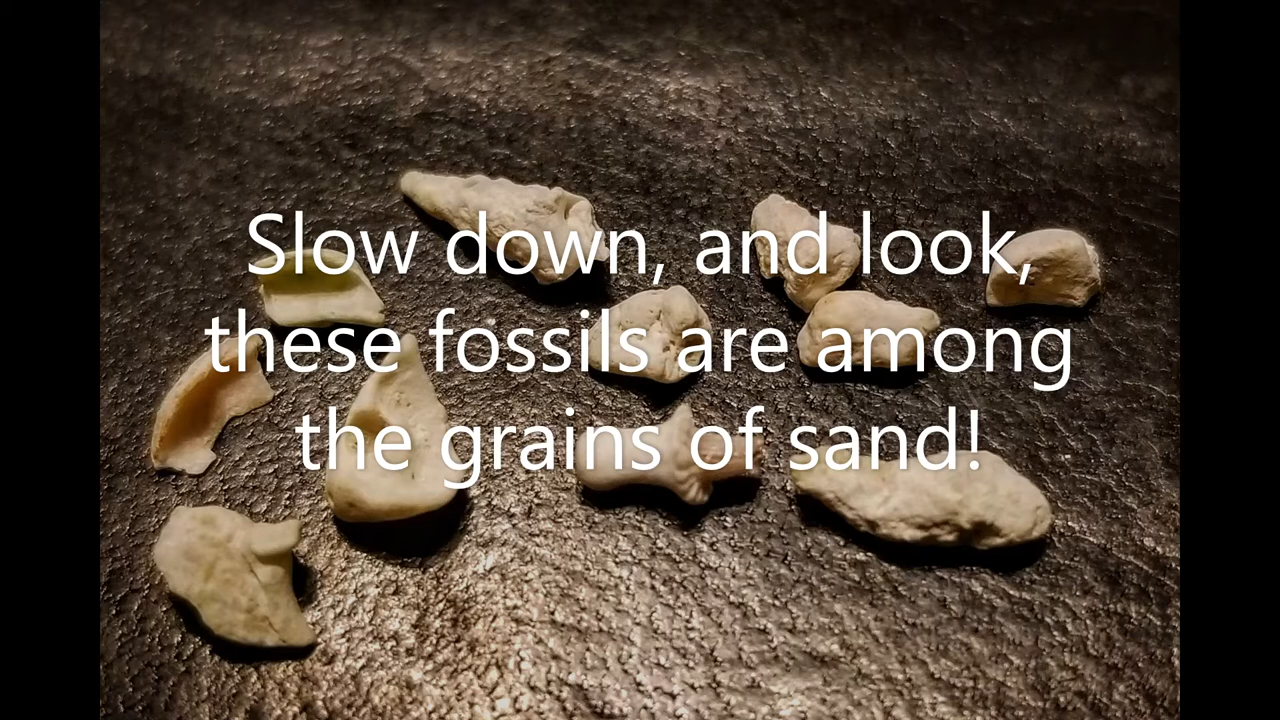 Slow down, and look,
these fossils are among
the grains of sand!